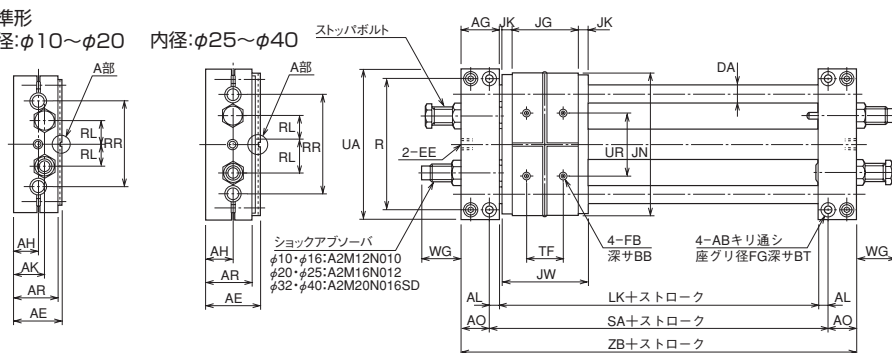 準形
径:φ10～φ20
内径:φ25～φ40
ストッパボルト
AG
JK
JG
JK
A部
A部
DA
RL
RR
RL
RL
RR
RL
UA
R
2-EE
UR
JN
AH
AK
AR
AE
AH
AR
AE
ショックアブソーバ
φ10・φ16:A2M12N010
φ20・φ25:A2M16N012
φ32・φ40:A2M20N016SD
WG
TF
JW
4-FB
深サBB
4-ABキリ通シ
座グリ径FG深サBT
WG
AL
LK＋ストローク
AL
AO
SA＋ストローク
AO
ZB＋ストローク